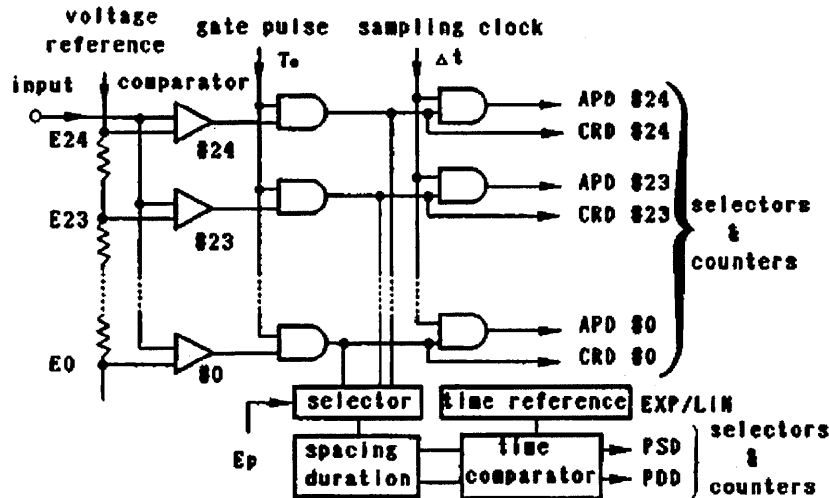 voltage reference
gate pulse
sampling clock
To
Δt
input
comparator
E24
#24
APD #24
CRD #24
E23
#23
APD #23
CRD #23
selectors & counters
E0
#0
APD #0
CRD #0
selector
time reference
EXP/LIN
Ep
spacing duration
time comparator
PSD
PDD
selectors & counters